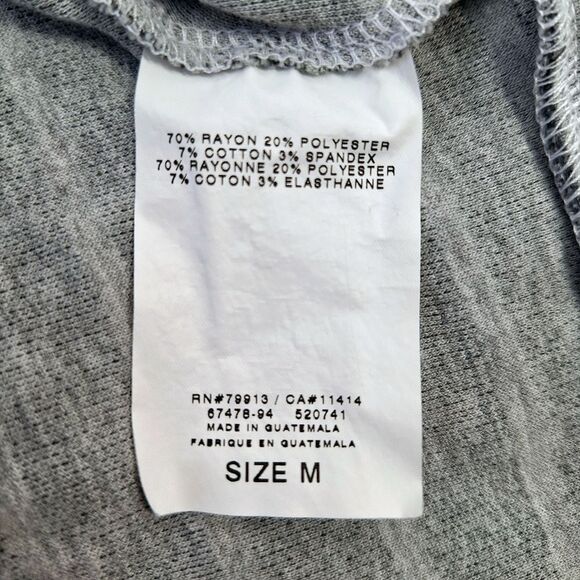 70% RAYON 20% POLYESTER
7% COTTON 3% SPANDEX
70% RAYONNE 20% POLYESTER
7% COTON 3% ELASTHANNE
RN#79913 / CA#11414
67478-94 520741
MADE IN GUATEMALA
FABRIQUE EN GUATEMALA
SIZE M